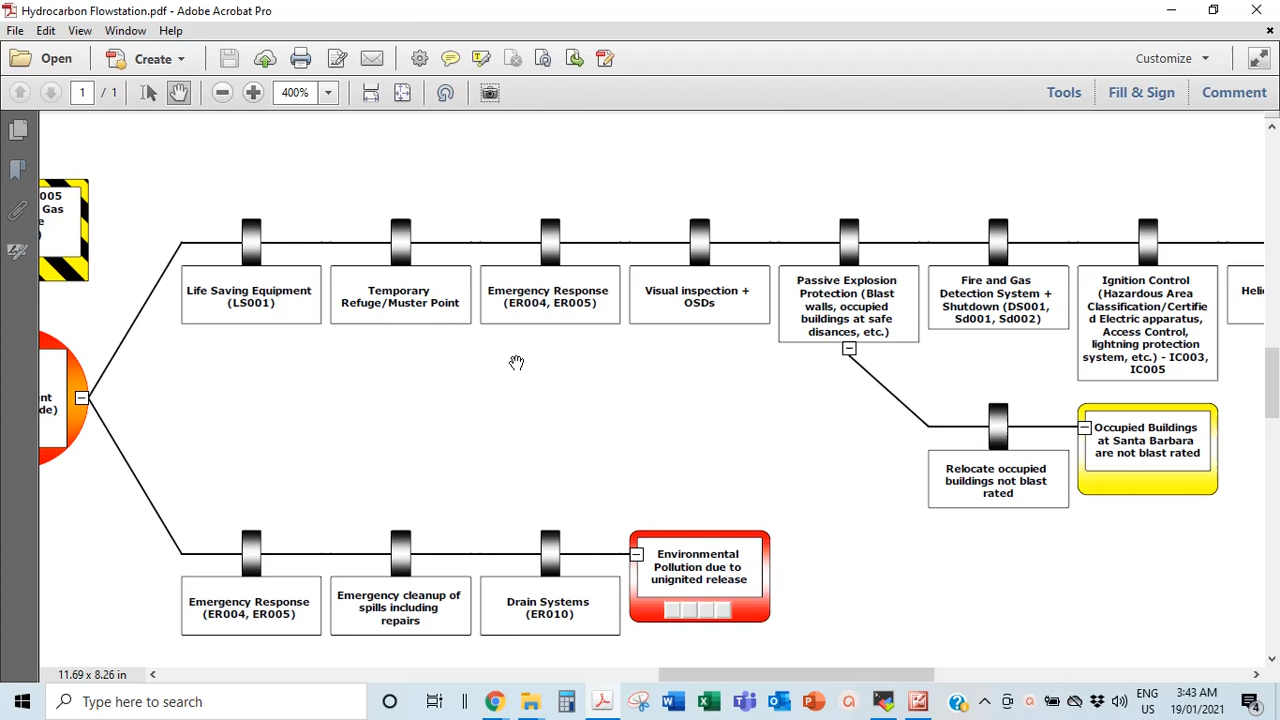 Hydrocarbon Flowstation.pdf - Adobe Acrobat Pro
File Edit View Window Help
Open Create Customize
1 / 1 400% Tools Fill & Sign Comment
005
Gas
e
)
nt
de)
Life Saving Equipment
(LS001)
Temporary
Refuge/Muster Point
Emergency Response
(ER004, ER005)
Visual inspection +
OSDs
Passive Explosion
Protection (Blast
walls, occupied
buildings at safe
disances, etc.)
Fire and Gas
Detection System +
Shutdown (DS001,
Sd001, Sd002)
Ignition Control
(Hazardous Area
Classification/Certifie
d Electric apparatus,
Access Control,
lightning protection
system, etc.) - IC003,
IC005
Helic
Relocate occupied
buildings not blast
rated
Occupied Buildings
at Santa Barbara
are not blast rated
Emergency Response
(ER004, ER005)
Emergency cleanup of
spills including
repairs
Drain Systems
(ER010)
Environmental
Pollution due to
unignited release
11.69 x 8.26 in
Type here to search
ENG
US
3:43 AM
19/01/2021
4